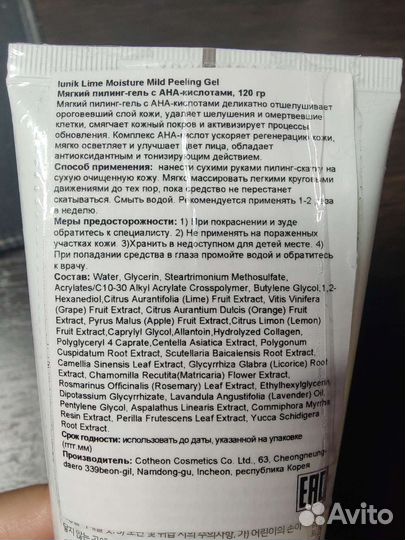 Iunik Lime Moisture Mild Peeling Gel
Мягкий пилинг-гель с АНА-кислотами, 120 гр
Мягкий пилинг-гель с АНА-кислотами деликатно отшелушивает
ороговевший слой кожи, удаляет шелушения и омертвевшие
клетки, смягчает кожный покров и активизирует процессы
обновления. Комплекс АНА-кислот ускоряет регенерацию кожи,
мягко осветляет и улучшает цвет лица, обладает
антиоксидантным и тонизирующим действием.
Способ применения: нанести сухими руками пилинг-скатку на
сухую очищенную кожу. Мягко массировать легкими круговыми
движениями до тех пор, пока средство не перестанет
скатываться. Смыть водой. Рекомендуется применять 1-2 раза
в неделю.
Меры предосторожности: 1) При покраснении и зуде
обратитесь к специалисту. 2) Не применять на пораженных
участках кожи. 3)Хранить в недоступном для детей месте. 4)
При попадании средства в глаза промойте водой и обратитесь
к врачу.
Состав: Water, Glycerin, Steartrimonium Methosulfate,
Acrylates/C10-30 Alkyl Acrylate Crosspolymer, Butylene Glycol,1,2-
Hexanediol,Citrus Aurantifolia (Lime) Fruit Extract, Vitis Vinifera
(Grape) Fruit Extract, Citrus Aurantium Dulcis (Orange) Fruit
Extract, Pyrus Malus (Apple) Fruit Extract,Citrus Limon (Lemon)
Fruit Extract,Caprylyl Glycol,Allantoin,Hydrolyzed Collagen,
Polyglyceryl 4 Caprate,Centella Asiatica Extract, Polygonum
Cuspidatum Root Extract, Scutellaria Baicalensis Root Extract,
Camellia Sinensis Leaf Extract, Glycyrrhiza Glabra (Licorice) Root
Extract, Chamomilla Recutita(Matricaria) Flower Extract,
Rosmarinus Officinalis (Rosemary) Leaf Extract, Ethylhexylglycerin,
Dipotassium Glycyrrhizate, Lavandula Angustifolia (Lavender) Oil,
Pentylene Glycol, Aspalathus Linearis Extract, Commiphora Myrrha
Resin Extract, Perilla Frutescens Leaf Extract, Yucca Schidigera
Root Extract.
Срок годности: использовать до даты, указанной на упаковке
(гггг.мм)
Производитель: Cotheon Cosmetics Co. Ltd., 63, Cheongneung-
daero 339beon-gil, Namdong-gu, Incheon, республика Корея
EAC
Avito